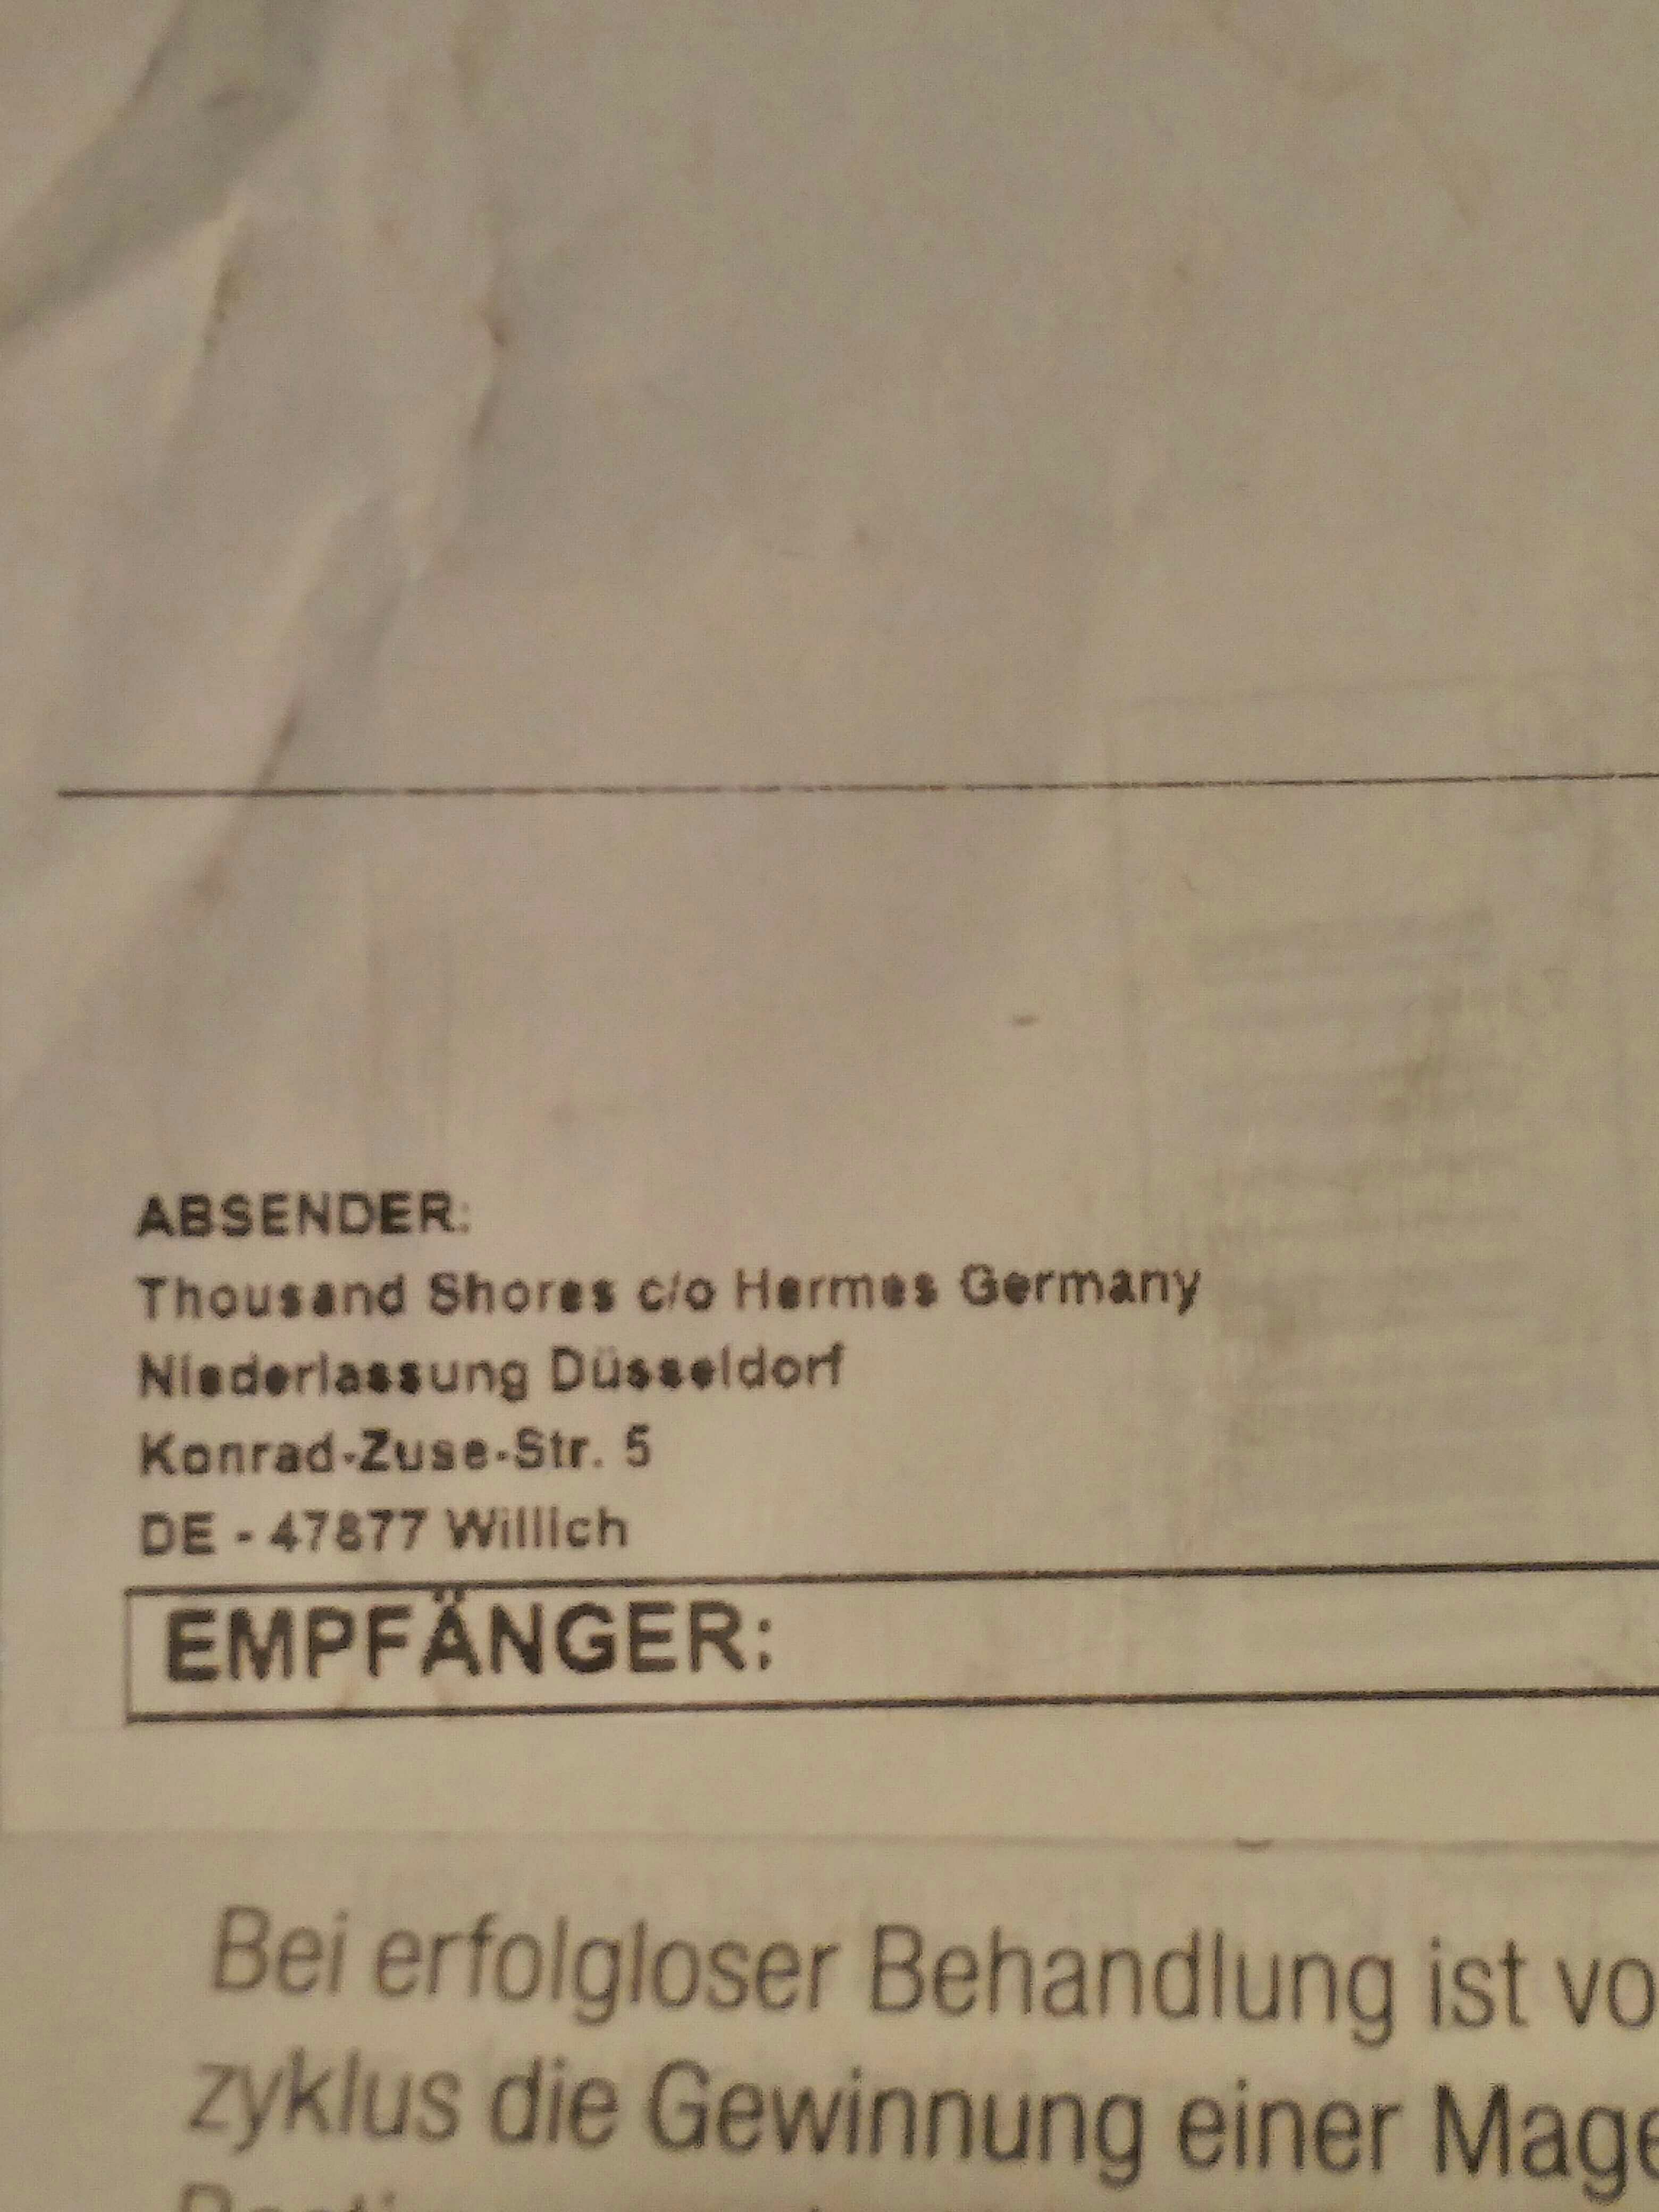 ABSENDER:
Thousand Shores c/o Hermes Germany
Niederlassung Düsseldorf
Konrad-Zuse-Str. 5
DE - 47877 Willlich
EMPFÄNGER:
Bei erfolgloser Behandlung ist vo
zyklus die Gewinnung einer Mage